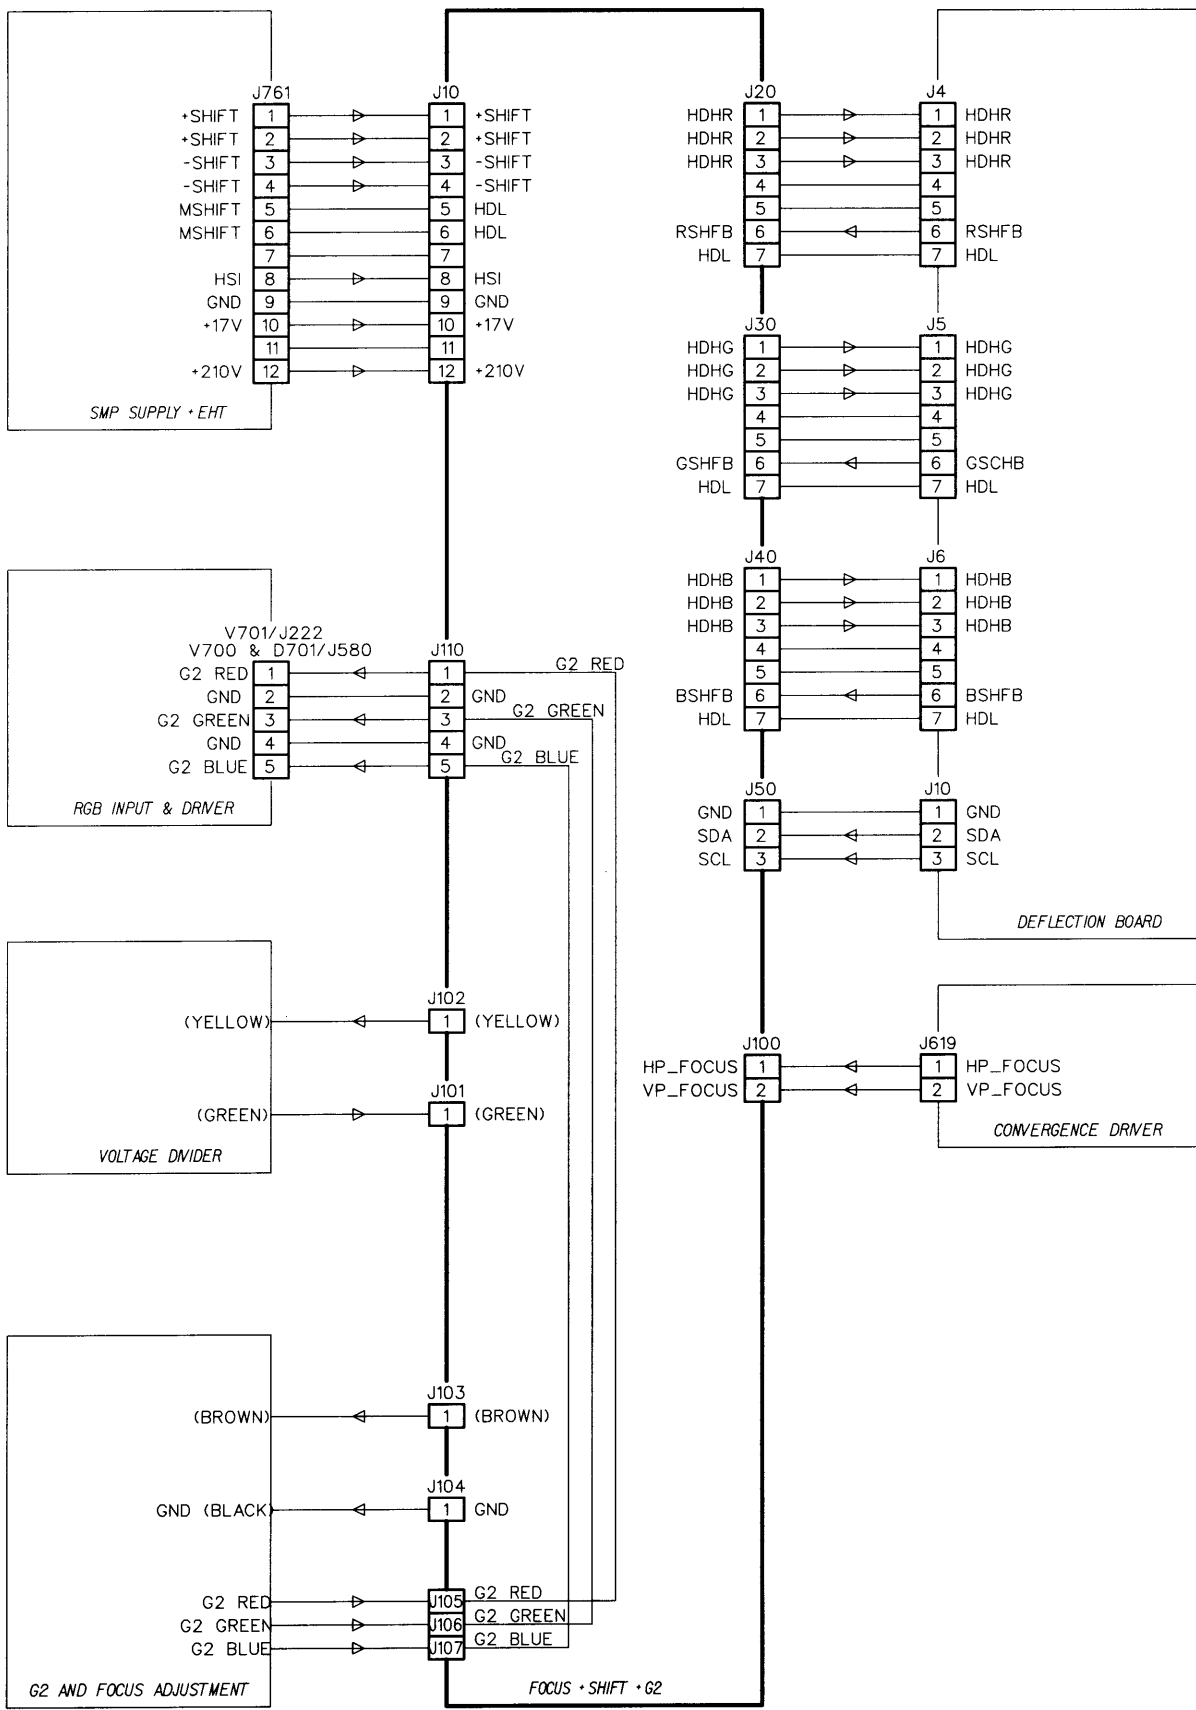 J761 J10
+SHIFT 1 1 +SHIFT
+SHIFT 2 2 +SHIFT
-SHIFT 3 3 -SHIFT
-SHIFT 4 4 -SHIFT
MSHIFT 5 5 HDL
MSHIFT 6 6 HDL
7 7
HSI 8 8 HSI
GND 9 9 GND
+17V 10 10 +17V
11 11
+210V 12 12 +210V
SMP SUPPLY + EHT
V701/J222
V700 & D701/J580 J110
G2 RED 1 1 G2 RED
GND 2 2 GND
G2 GREEN 3 3 G2 GREEN
GND 4 4 GND
G2 BLUE 5 5 G2 BLUE
RGB INPUT & DRIVER
J102
(YELLOW) 1 (YELLOW)
J101
(GREEN) 1 (GREEN)
VOLTAGE DIVIDER
J103
(BROWN) 1 (BROWN)
J104
GND (BLACK) 1 GND
G2 RED J105 G2 RED
G2 GREEN J106 G2 GREEN
G2 BLUE J107 G2 BLUE
G2 AND FOCUS ADJUSTMENT
FOCUS + SHIFT + G2
J20 J4
HDHR 1 1 HDHR
HDHR 2 2 HDHR
HDHR 3 3 HDHR
4 4
5 5
RSHFB 6 6 RSHFB
HDL 7 7 HDL
J30 J5
HDHG 1 1 HDHG
HDHG 2 2 HDHG
HDHG 3 3 HDHG
4 4
5 5
GSHFB 6 6 GSCHB
HDL 7 7 HDL
J40 J6
HDHB 1 1 HDHB
HDHB 2 2 HDHB
HDHB 3 3 HDHB
4 4
5 5
BSHFB 6 6 BSHFB
HDL 7 7 HDL
J50 J10
GND 1 1 GND
SDA 2 2 SDA
SCL 3 3 SCL
DEFLECTION BOARD
J100 J619
HP_FOCUS 1 1 HP_FOCUS
VP_FOCUS 2 2 VP_FOCUS
CONVERGENCE DRIVER